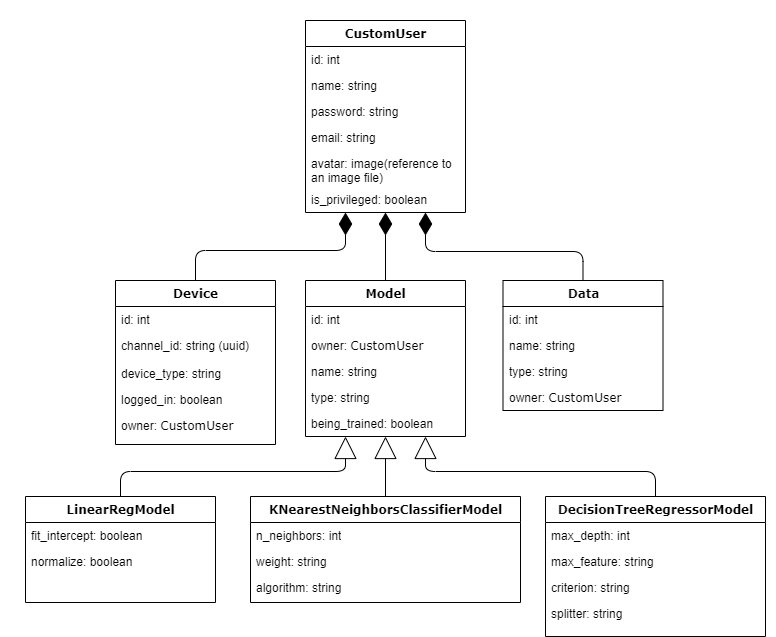 CustomUser
id: int
name: string
password: string
email: string
avatar: image(reference to
an image file)
is_privileged: boolean
Device
id: int
channel_id: string (uuid)
device_type: string
logged_in: boolean
owner: CustomUser
Model
id: int
owner: CustomUser
name: string
type: string
being_trained: boolean
Data
id: int
name: string
type: string
owner: CustomUser
LinearRegModel
fit_intercept: boolean
normalize: boolean
KNearestNeighborsClassifierModel
n_neighbors: int
weight: string
algorithm: string
DecisionTreeRegressorModel
max_depth: int
max_feature: string
criterion: string
splitter: string